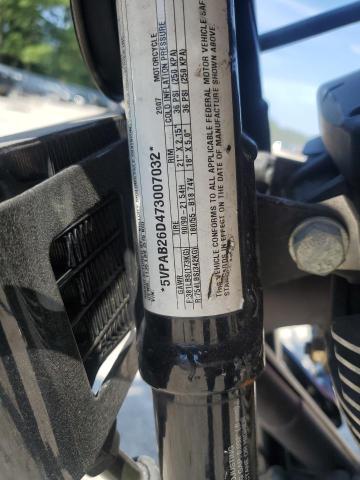 2007 MOTORCYCLE
COLD INFLATION PRESSURE
36 PSI (250 KPA)
36 PSI (250 KPA)
RIM
21" X 2.15"
18" X 5.0"
TIRE
90/90 - 21 54H
180/55 - B18 74V
GAWR
F:381LBS(173KG)
R:754LBS(342KG)
*5VPAB26D473007032*
THIS VEHICLE CONFORMS TO ALL APPLICABLE FEDERAL MOTOR VEHICLE SAF
STANDARDS IN EFFECT ON THE DATE OF MANUFACTURE SHOWN ABOVE.